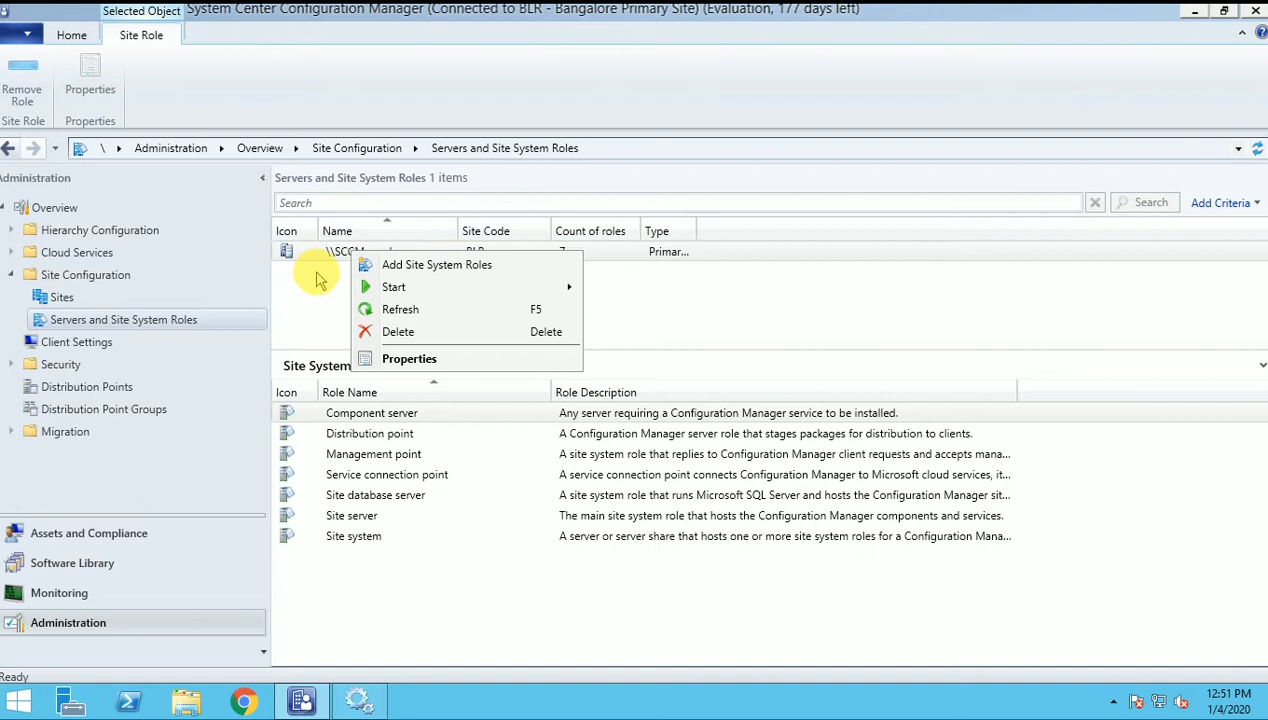 Selected Object
System Center Configuration Manager (Connected to BLR - Bangalore Primary Site) (Evaluation, 177 days left)
Home
Site Role
Remove Role
Properties
Site Role
Properties
\ Administration Overview Site Configuration Servers and Site System Roles
Administration
Overview
Hierarchy Configuration
Cloud Services
Site Configuration
Sites
Servers and Site System Roles
Client Settings
Security
Distribution Points
Distribution Point Groups
Migration
Assets and Compliance
Software Library
Monitoring
Administration
Servers and Site System Roles 1 items
Search
Search
Add Criteria
Icon Name Site Code Count of roles Type
Primar...
Add Site System Roles
Start
Refresh F5
Delete Delete
Properties
Site System
Icon Role Name Role Description
Component server Any server requiring a Configuration Manager service to be installed.
Distribution point A Configuration Manager server role that stages packages for distribution to clients.
Management point A site system role that replies to Configuration Manager client requests and accepts mana...
Service connection point A service connection point connects Configuration Manager to Microsoft cloud services, it...
Site database server A site system role that runs Microsoft SQL Server and hosts the Configuration Manager sit...
Site server The main site system role that hosts the Configuration Manager components and services.
Site system A server or server share that hosts one or more site system roles for a Configuration Mana...
Ready
12:51 PM
1/4/2020